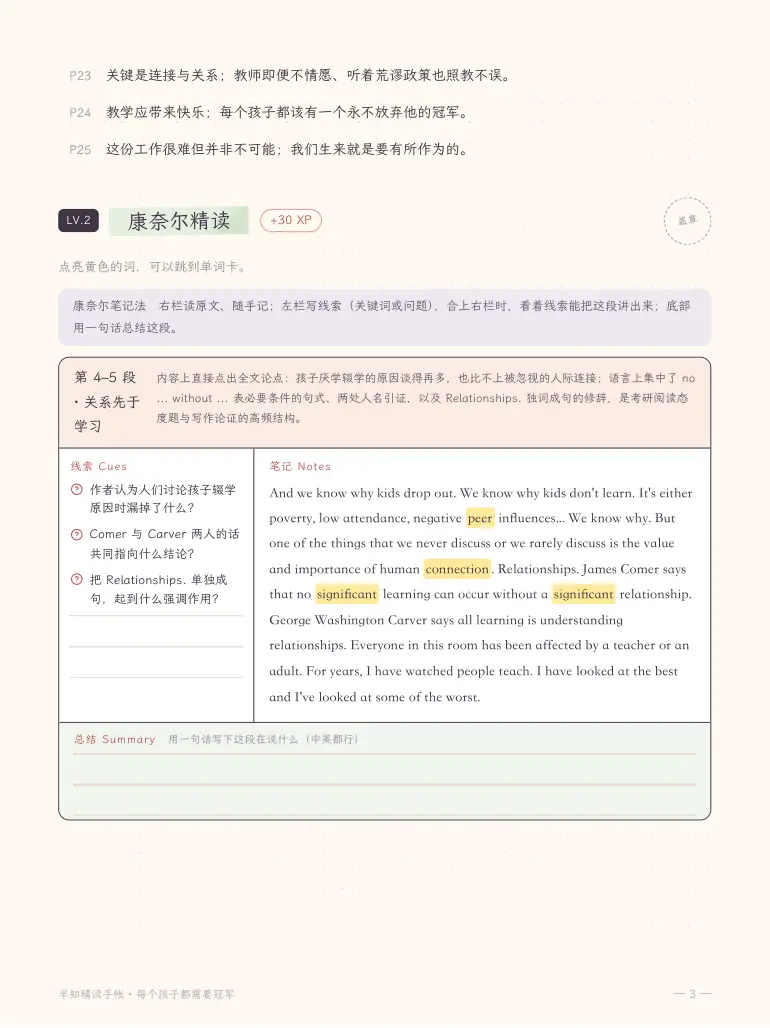 P23 关键是连接与关系；教师即便不情愿、听着荒谬政策也照教不误。
P24 教学应带来快乐；每个孩子都该有一个永不放弃他的冠军。
P25 这份工作很难但并非不可能；我们生来就是要有所作为的。
LV.2 康奈尔精读 +30 XP
盖章
点亮黄色的词，可以跳到单词卡。
康奈尔笔记法 右栏读原文、随手记；左栏写线索（关键词或问题），合上右栏时，看着线索能把这段讲出来；底部
用一句话总结这段。
第 4–5 段
· 关系先于
学习
内容上直接点出全文论点：孩子厌学辍学的原因谈得再多，也比不上被忽视的人际连接；语言上集中了 no
... without ... 表必要条件的句式、两处人名引证，以及 Relationships. 独词成句的修辞，是考研阅读态
度题与写作论证的高频结构。
线索 Cues
作者认为人们讨论孩子辍学
原因时漏掉了什么？
Comer 与 Carver 两人的话
共同指向什么结论？
把 Relationships. 单独成
句，起到什么强调作用？
笔记 Notes
And we know why kids drop out. We know why kids don't learn. It's either
poverty, low attendance, negative peer influences... We know why. But
one of the things that we never discuss or we rarely discuss is the value
and importance of human connection. Relationships. James Comer says
that no significant learning can occur without a significant relationship.
George Washington Carver says all learning is understanding
relationships. Everyone in this room has been affected by a teacher or an
adult. For years, I have watched people teach. I have looked at the best
and I've looked at some of the worst.
总结 Summary 用一句话写下这段在说什么（中英都行）
半知精读手帐 · 每个孩子都需要冠军
— 3 —